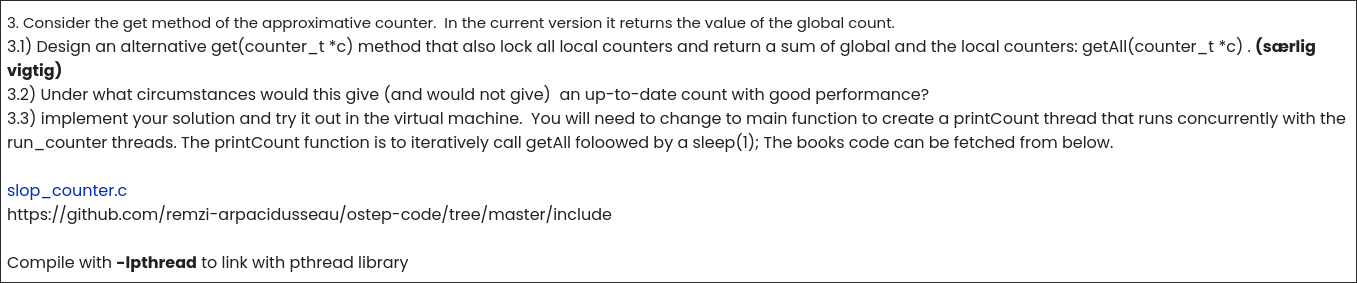 3. Consider the get method of the approximative counter.  In the current version it returns the value of the global count.
3.1) Design an alternative get(counter_t *c) method that also lock all local counters and return a sum of global and the local counters: getAll(counter_t *c) . (særlig
vigtig)
3.2) Under what circumstances would this give (and would not give)  an up-to-date count with good performance?
3.3) implement your solution and try it out in the virtual machine.  You will need to change to main function to create a printCount thread that runs concurrently with the
run_counter threads. The printCount function is to iteratively call getAll foloowed by a sleep(1); The books code can be fetched from below.
slop_counter.c
https://github.com/remzi-arpacidusseau/ostep-code/tree/master/include
Compile with -lpthread to link with pthread library